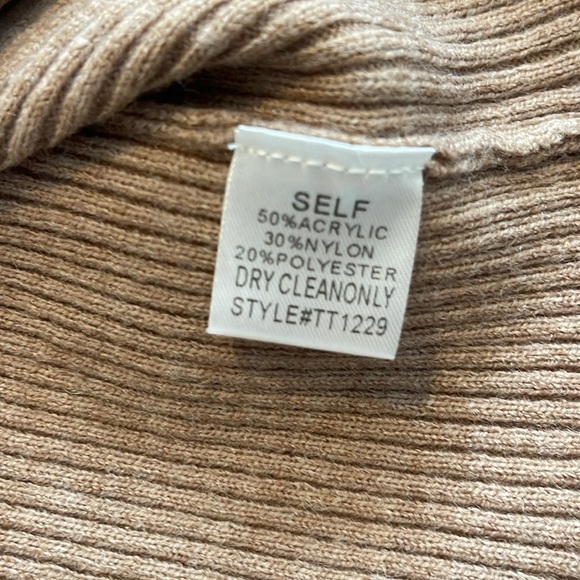 SELF
50%ACRYLIC
30%NYLON
20%POLYESTER
DRY CLEANONLY
STYLE#TT1229